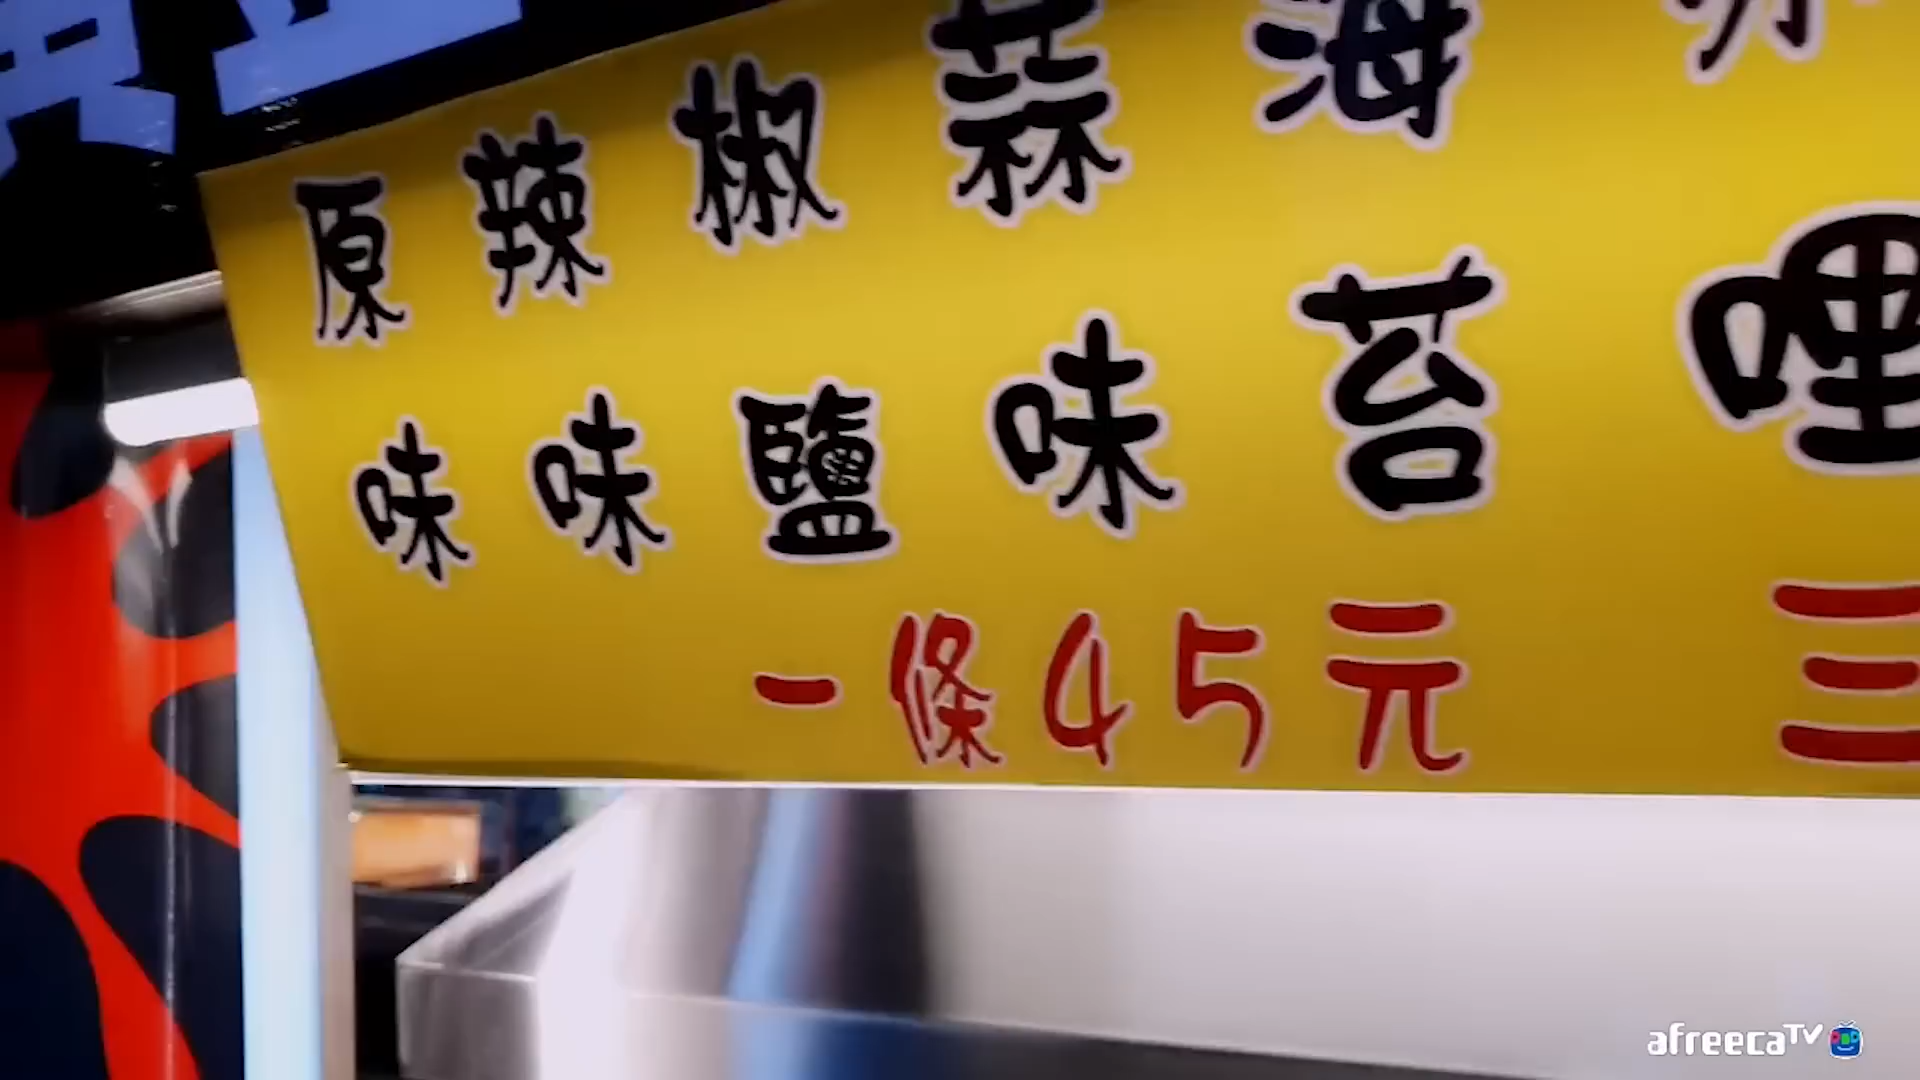 原味
辣味
椒鹽
蒜味
海苔
哩
一條45元 三
afreecaTV